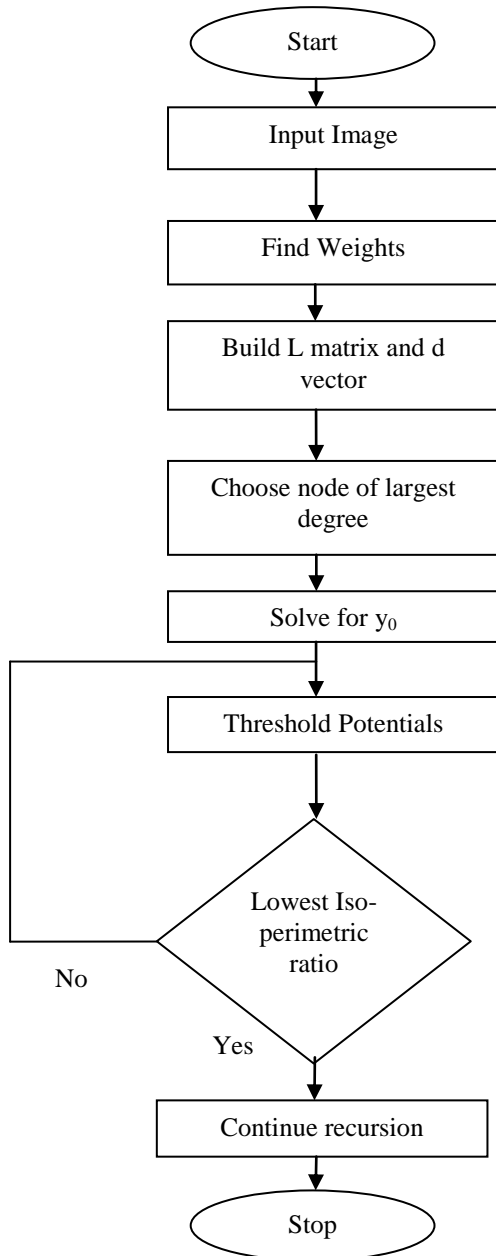 Start
Input Image
Find Weights
Build L matrix and d
vector
Choose node of largest
degree
Solve for y₀
Threshold Potentials
Lowest Iso-
perimetric
ratio
No
Yes
Continue recursion
Stop